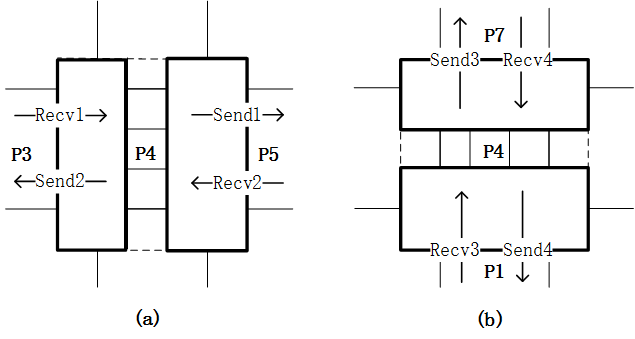 Recv1
Send1
P3
P4
P5
Send2
Recv2
(a)
P7
Send3
Recv4
P4
Recv3
Send4
P1
(b)